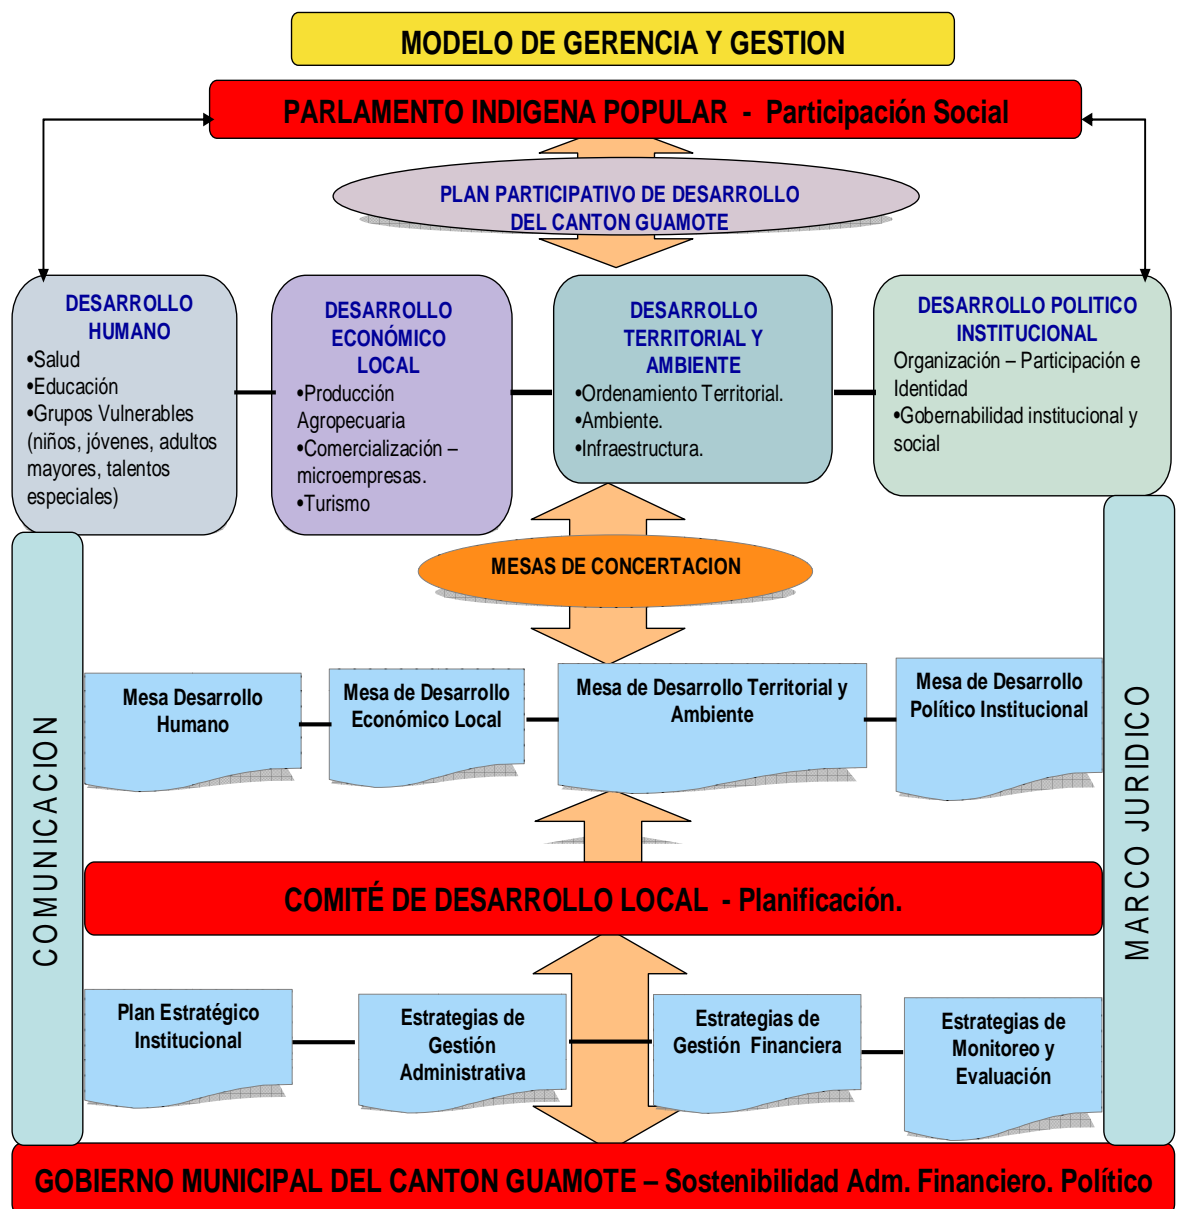 MODELO DE GERENCIA Y GESTION
PARLAMENTO INDIGENA POPULAR - Participación Social
PLAN PARTICIPATIVO DE DESARROLLO
DEL CANTON GUAMOTE
DESARROLLO
HUMANO
•Salud
•Educación
•Grupos Vulnerables
(niños, jóvenes, adultos
mayores, talentos
especiales)
DESARROLLO
ECONÓMICO
LOCAL
•Producción
Agropecuaria
•Comercialización –
microempresas.
•Turismo
DESARROLLO
TERRITORIAL Y
AMBIENTE
•Ordenamiento Territorial.
•Ambiente.
•Infraestructura.
DESARROLLO POLITICO
INSTITUCIONAL
Organización – Participación e
Identidad
•Gobernabilidad institucional y
social
MESAS DE CONCERTACION
COMUNICACION
MARCO JURIDICO
Mesa Desarrollo
Humano
Mesa de Desarrollo
Económico Local
Mesa de Desarrollo Territorial y
Ambiente
Mesa de Desarrollo
Político Institucional
COMITÉ DE DESARROLLO LOCAL - Planificación.
Plan Estratégico
Institucional
Estrategias de
Gestión
Administrativa
Estrategias de
Gestión Financiera
Estrategias de
Monitoreo y
Evaluación
GOBIERNO MUNICIPAL DEL CANTON GUAMOTE – Sostenibilidad Adm. Financiero. Político